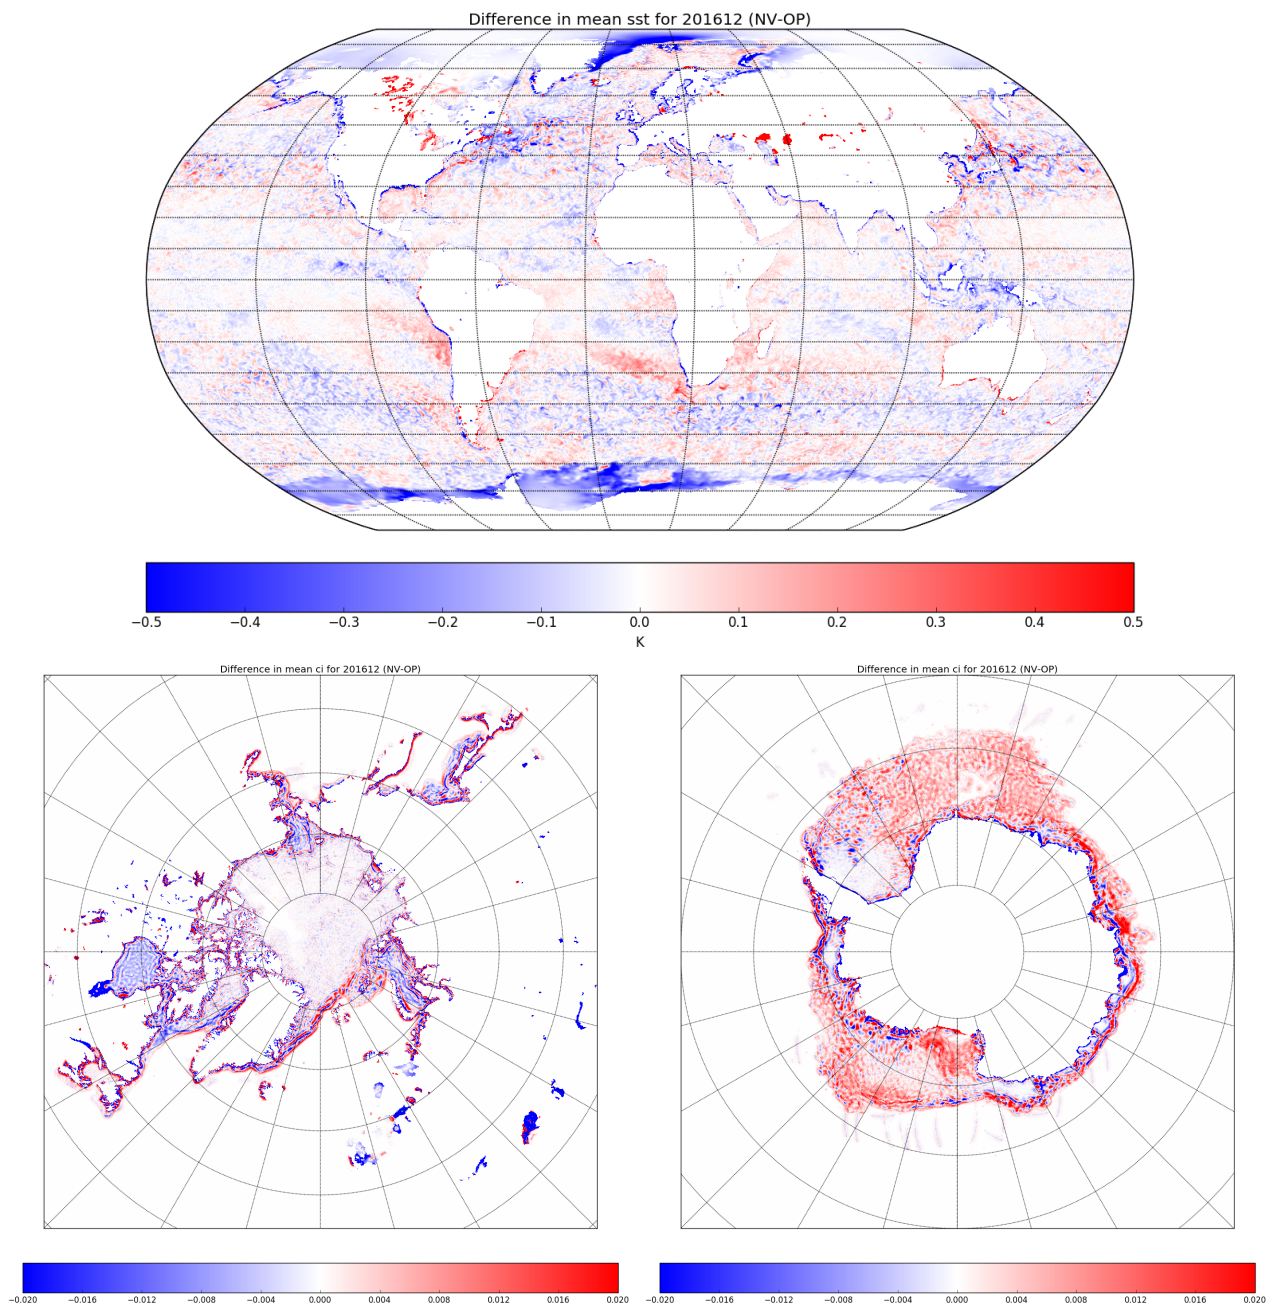 Difference in mean sst for 201612 (NV-OP)
−0.5 −0.4 −0.3 −0.2 −0.1 0.0 0.1 0.2 0.3 0.4 0.5
K
Difference in mean ci for 201612 (NV-OP) Difference in mean ci for 201612 (NV-OP)
−0.020 −0.016 −0.012 −0.008 −0.004 0.000 0.004 0.008 0.012 0.016 0.020 −0.020 −0.016 −0.012 −0.008 −0.004 0.000 0.004 0.008 0.012 0.016 0.020